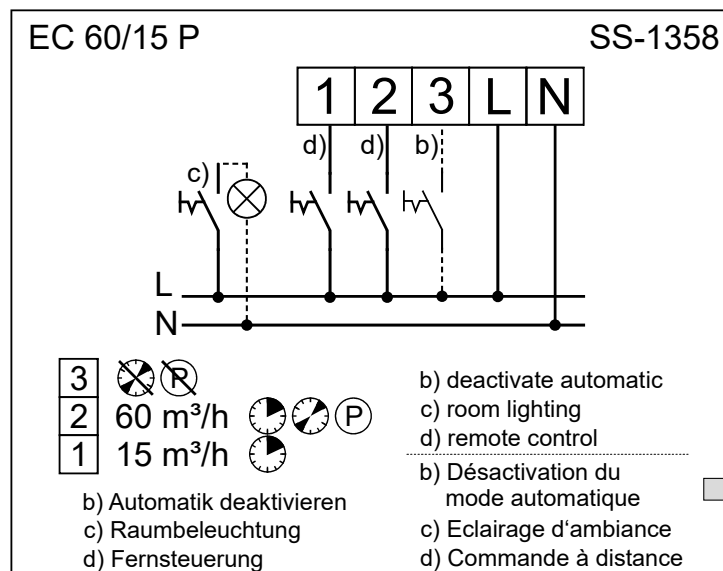 EC 60/15 P SS-1358
1 2 3 L N
d) d) b)
c)
L
N
3 P
2 60 m³/h P
1 15 m³/h
b) Automatik deaktivieren
c) Raumbeleuchtung
d) Fernsteuerung
b) deactivate automatic
c) room lighting
d) remote control
b) Désactivation du
mode automatique
c) Eclairage d‘ambiance
d) Commande à distance